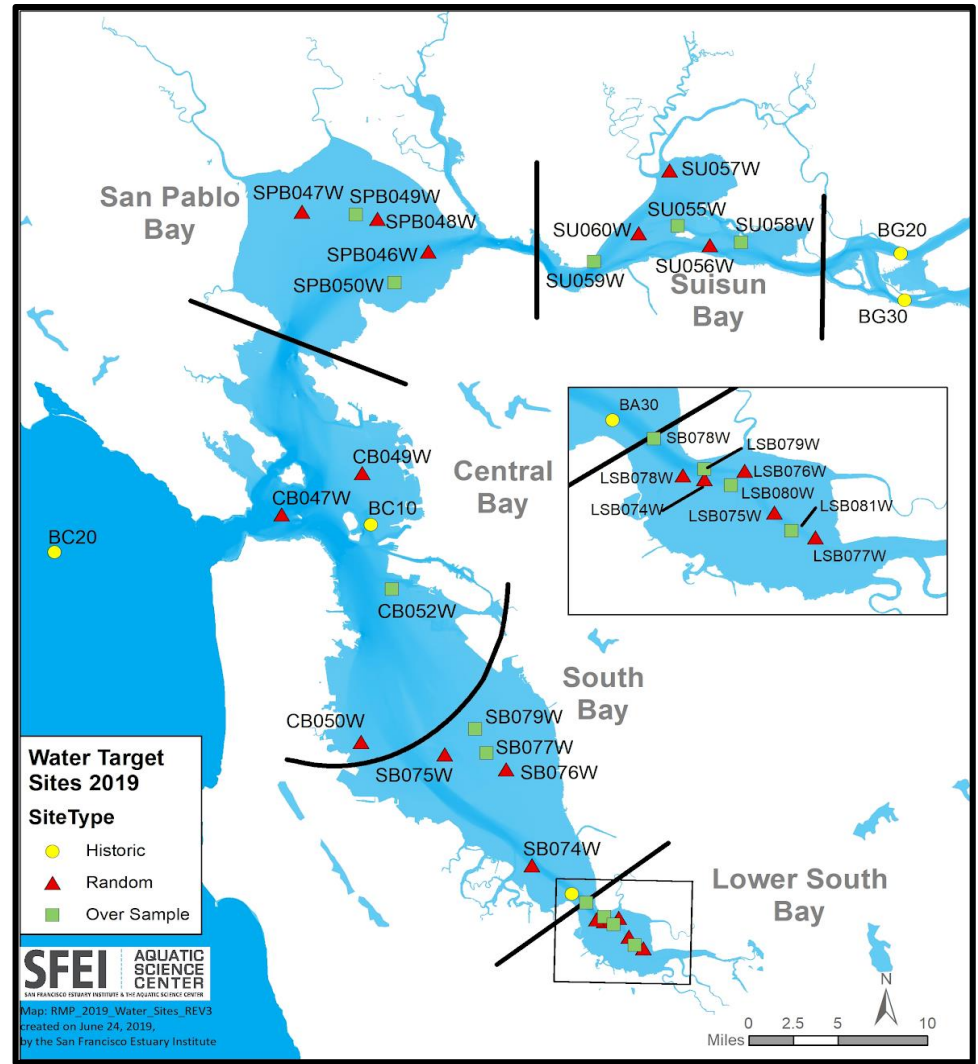 San Pablo
Bay
SPB047W
SPB049W
SPB048W
SPB046W
SPB050W
SU057W
SU055W
SU060W
SU058W
SU059W
SU056W
Suisun
Bay
BG20
BG30
CB049W
Central
Bay
CB047W
BC10
BC20
CB052W
BA30
SB078W
LSB079W
LSB078W
LSB076W
LSB080W
LSB074W
LSB075W
LSB081W
LSB077W
South
Bay
CB050W
SB079W
SB077W
SB075W
SB076W
SB074W
Lower South
Bay
Water Target
Sites 2019
SiteType
Historic
Random
Over Sample
SFEI
AQUATIC
SCIENCE
CENTER
SAN FRANCISCO ESTUARY INSTITUTE & THE AQUATIC SCIENCE CENTER
Map: RMP_2019_Water_Sites_REV3
created on June 24, 2019,
by the San Francisco Estuary Institute
N
Miles
0 2.5 5 10